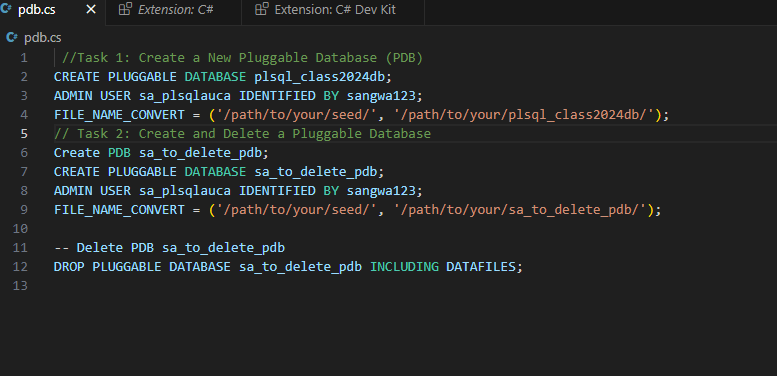 pdb.cs
Extension: C#
Extension: C# Dev Kit
pdb.cs
1 //Task 1: Create a New Pluggable Database (PDB)
2 CREATE PLUGGABLE DATABASE plsql_class2024db;
3 ADMIN USER sa_plsqlauca IDENTIFIED BY sangwa123;
4 FILE_NAME_CONVERT = ('/path/to/your/seed/', '/path/to/your/plsql_class2024db/');
5 // Task 2: Create and Delete a Pluggable Database
6 Create PDB sa_to_delete_pdb;
7 CREATE PLUGGABLE DATABASE sa_to_delete_pdb;
8 ADMIN USER sa_plsqlauca IDENTIFIED BY sangwa123;
9 FILE_NAME_CONVERT = ('/path/to/your/seed/', '/path/to/your/sa_to_delete_pdb/');
10
11 -- Delete PDB sa_to_delete_pdb
12 DROP PLUGGABLE DATABASE sa_to_delete_pdb INCLUDING DATAFILES;
13